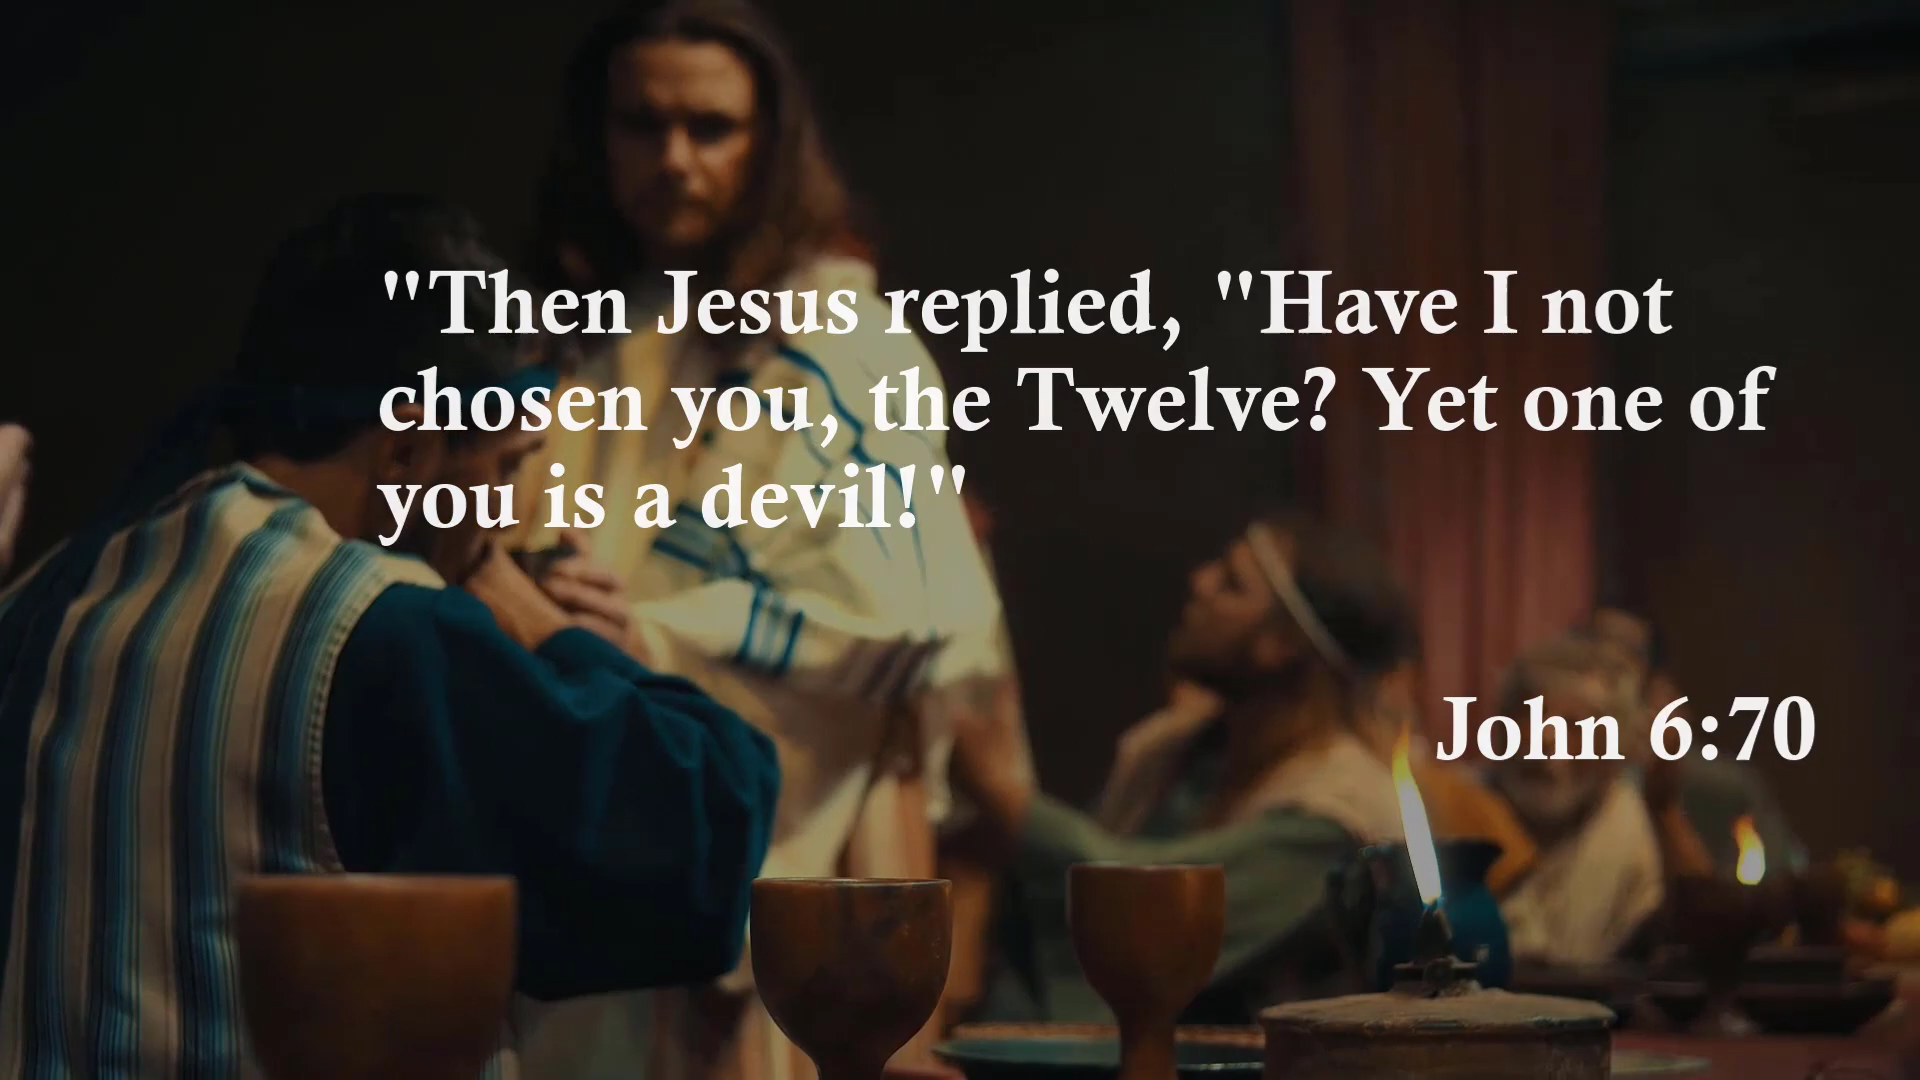 "Then Jesus replied, "Have I not
chosen you, the Twelve? Yet one of
you is a devil!"
John 6:70